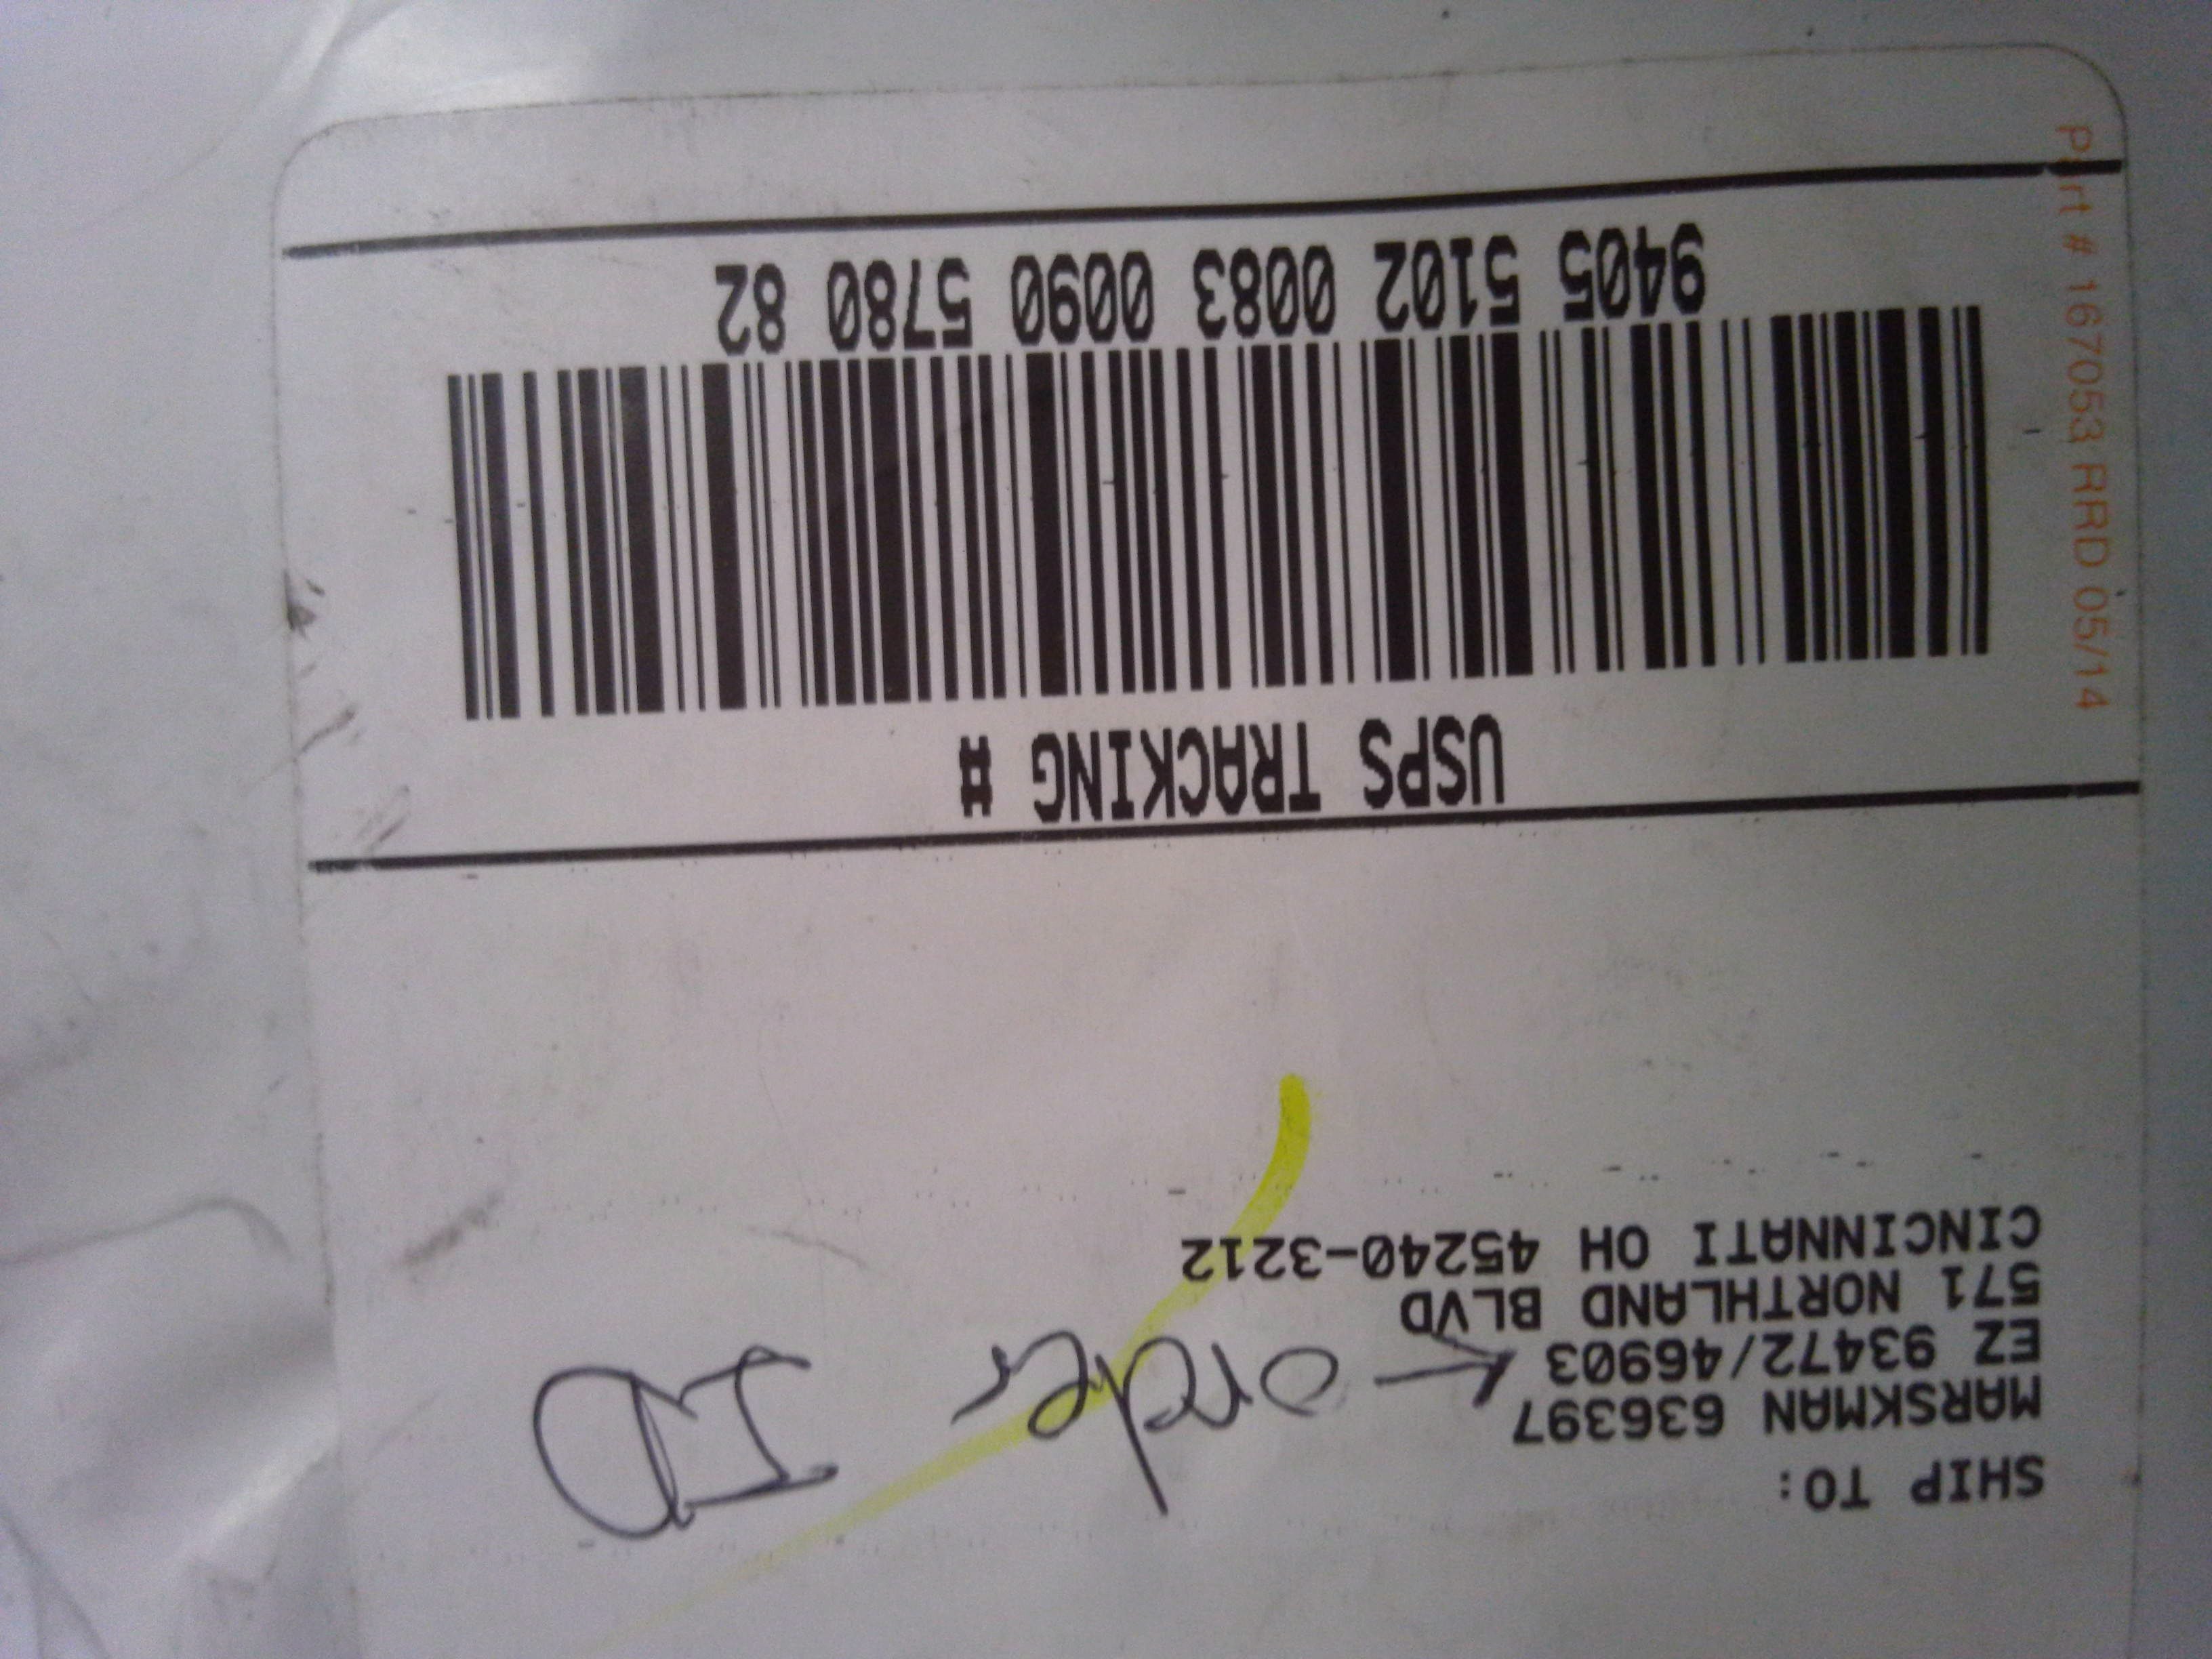 SHIP TO:
MARSKMAN 636397
EZ 93472/46903
571 NORTHLAND BLVD
CINCINNATI OH 45240-3212
order ID
USPS TRACKING #
9405 5102 0083 0090 5780 82
Part # 167053 RRD 05/14